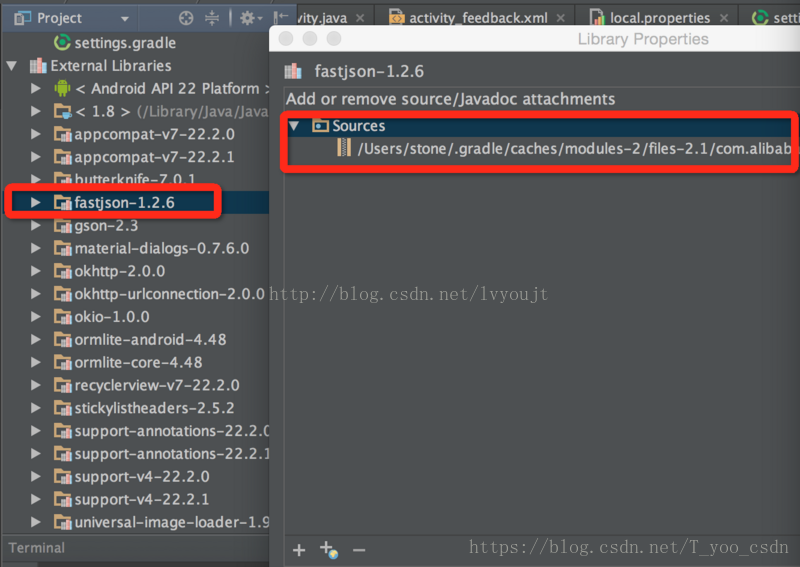 Project
vity.java
activity_feedback.xml
local.properties
settin
settings.gradle
External Libraries
< Android API 22 Platform >
< 1.8 > (/Library/Java/Java
appcompat-v7-22.2.0
appcompat-v7-22.2.1
butterknife-7.0.1
fastjson-1.2.6
gson-2.3
material-dialogs-0.7.6.0
okhttp-2.0.0
okhttp-urlconnection-2.0.0
okio-1.0.0
ormlite-android-4.48
ormlite-core-4.48
recyclerview-v7-22.2.0
stickylistheaders-2.5.2
support-annotations-22.2.0
support-annotations-22.2.1
support-v4-22.2.0
support-v4-22.2.1
universal-image-loader-1.9
Terminal
Library Properties
fastjson-1.2.6
Add or remove source/Javadoc attachments
Sources
/Users/stone/.gradle/caches/modules-2/files-2.1/com.alibab
http://blog.csdn.net/lvyoujt
https://blog.csdn.net/T_yoo_csdn